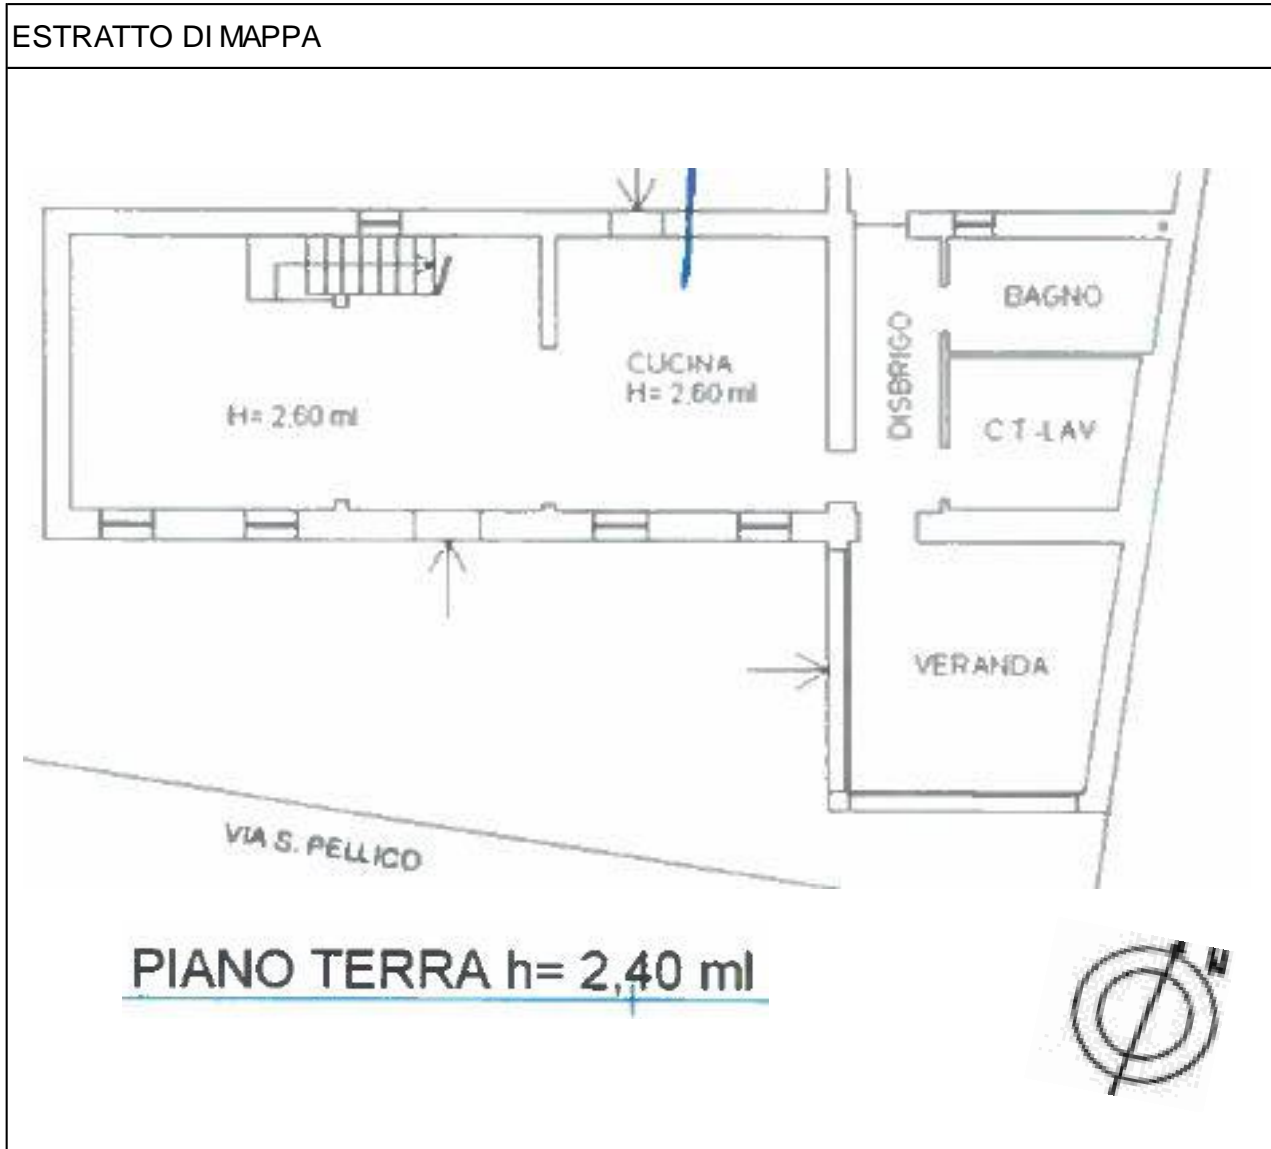 ESTRATTO DI MAPPA
BAGNO
DISBRIGO
CUCINA
H= 2,60 ml
H= 2,60 ml
C T -LAV
VERANDA
VIA S. PELLICO
PIANO TERRA h= 2,40 ml
N